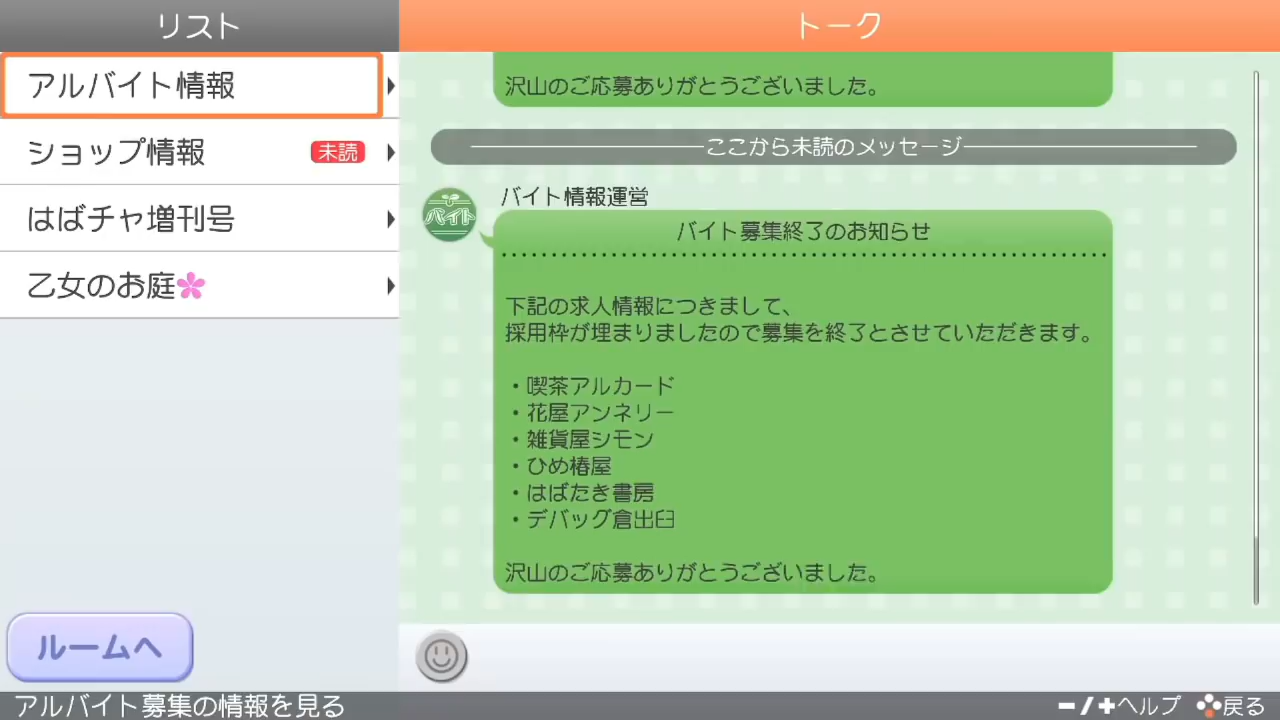 リスト
トーク
アルバイト情報
ショップ情報
未読
はばチャ増刊号
乙女のお庭
ルームへ
沢山のご応募ありがとうございました。
ここから未読のメッセージ
バイト
バイト情報運営
バイト募集終了のお知らせ
下記の求人情報につきまして、
採用枠が埋まりましたので募集を終了とさせていただきます。
・喫茶アルカード
・花屋アンネリー
・雑貨屋シモン
・ひめ椿屋
・はばたき書房
・デバッグ倉出臼
沢山のご応募ありがとうございました。
アルバイト募集の情報を見る
−/+ヘルプ
戻る